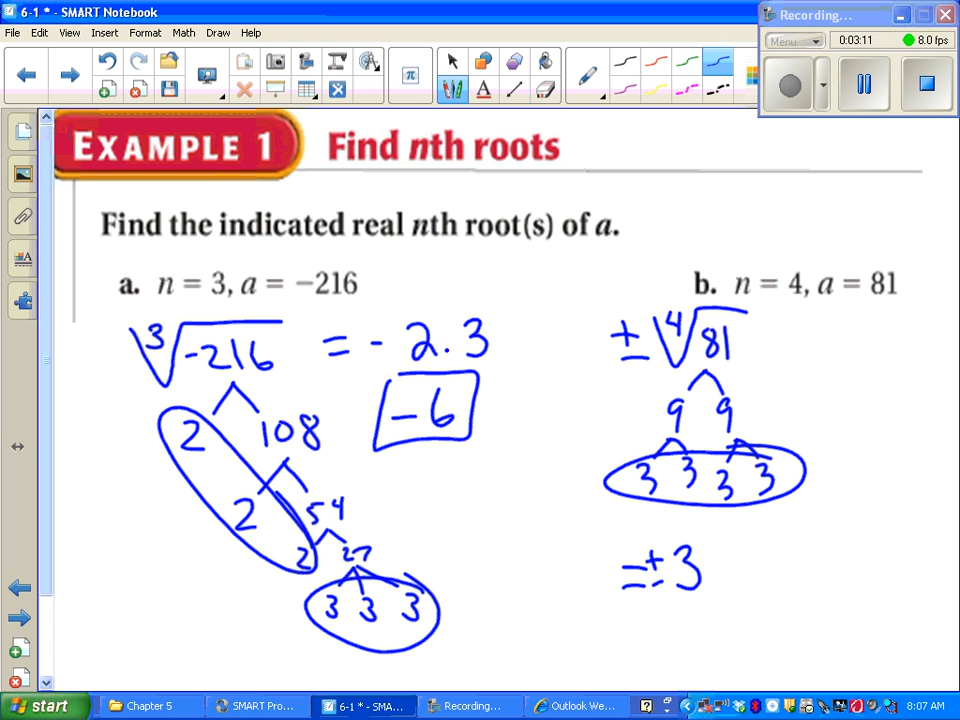 6-1 * - SMART Notebook
Recording...
File Edit View Insert Format Math Draw Help
Menu 0:03:11 8.0 fps
π
A
EXAMPLE 1 Find nth roots
Find the indicated real nth root(s) of a.
a. n = 3, a = −216
b. n = 4, a = 81
∛-216 = - 2 . 3
± ∜81
- 6
9 9
2 108
3 3 3 3
2 54
2 27
= ± 3
3 3 3
start Chapter 5 SMART Pro... 6-1 * - SMA... Recording... Outlook We... 8:07 AM